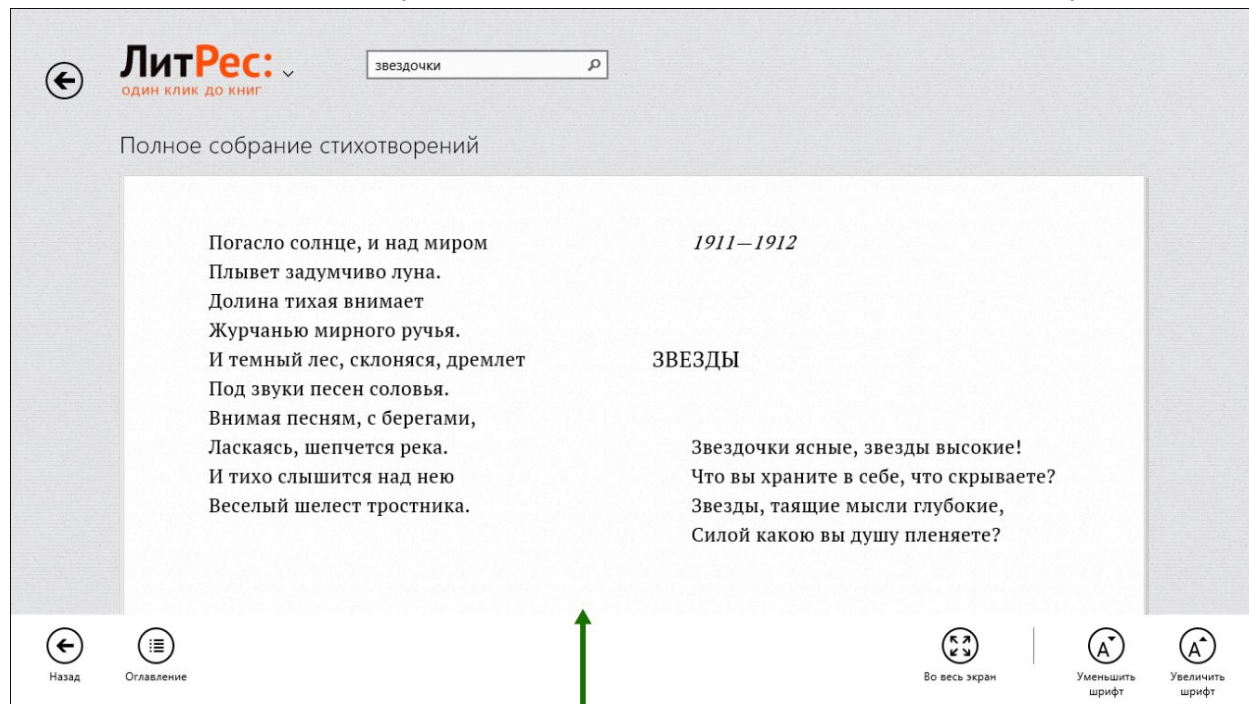 ЛитРес:
один клик до книг
звездочки
Полное собрание стихотворений
Погасло солнце, и над миром
Плывет задумчиво луна.
Долина тихая внимает
Журчанью мирного ручья.
И темный лес, склоняся, дремлет
Под звуки песен соловья.
Внимая песням, с берегами,
Ласкаясь, шепчется река.
И тихо слышится над нею
Веселый шелест тростника.
1911—1912
ЗВЕЗДЫ
Звездочки ясные, звезды высокие!
Что вы храните в себе, что скрываете?
Звезды, таящие мысли глубокие,
Силой какою вы душу пленяете?
Назад
Оглавление
Во весь экран
Уменьшить
шрифт
Увеличить
шрифт